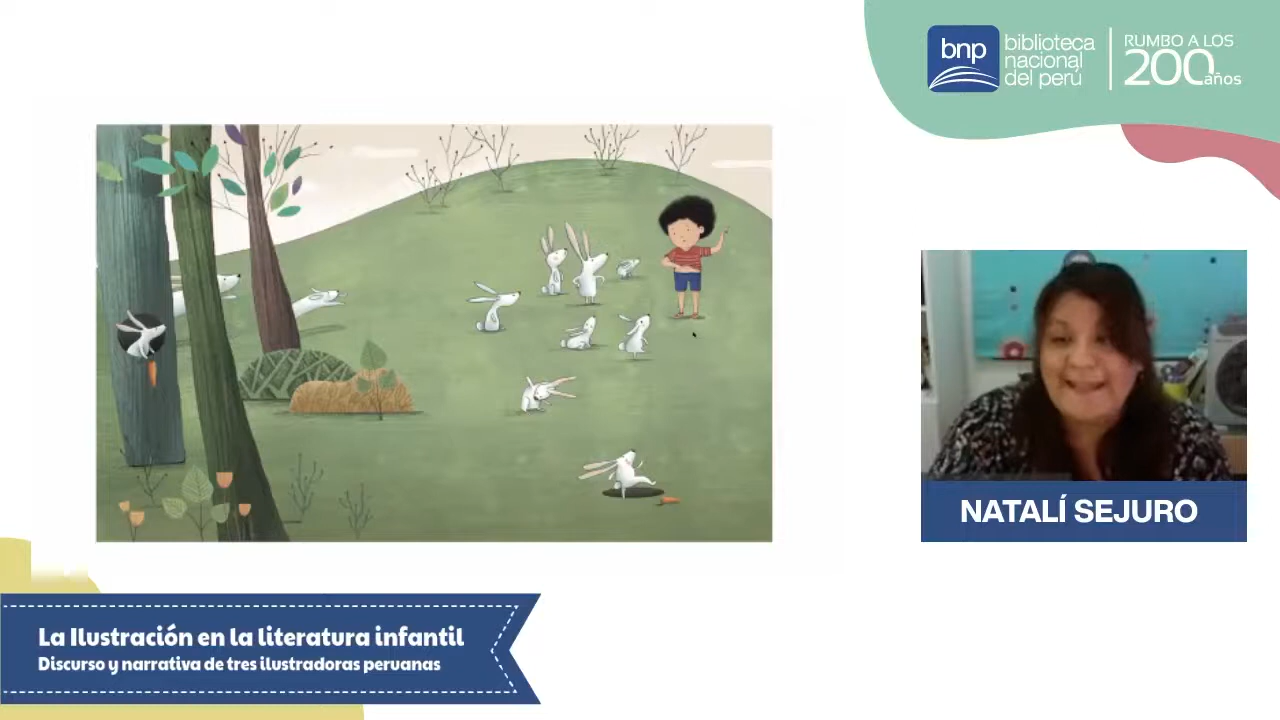 bnp
biblioteca
nacional
del perú
RUMBO A LOS
200años
NATALÍ SEJURO
La Ilustración en la literatura infantil
Discurso y narrativa de tres ilustradoras peruanas